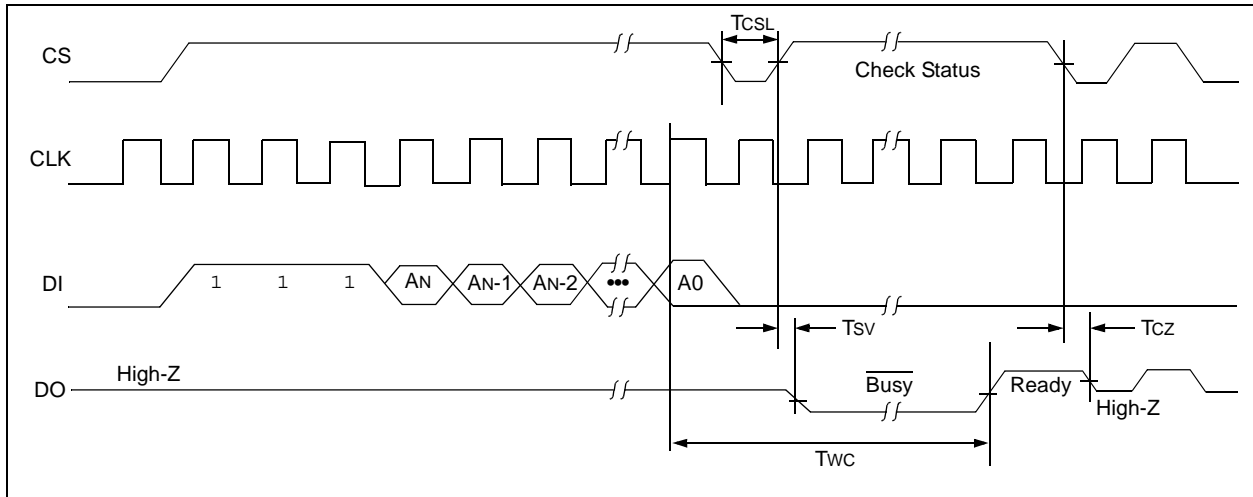 TCSL
CS
Check Status
CLK
DI
1 1 1 AN AN-1 AN-2 ••• A0
TSV TCZ
High-Z
DO
Busy Ready
High-Z
TWC